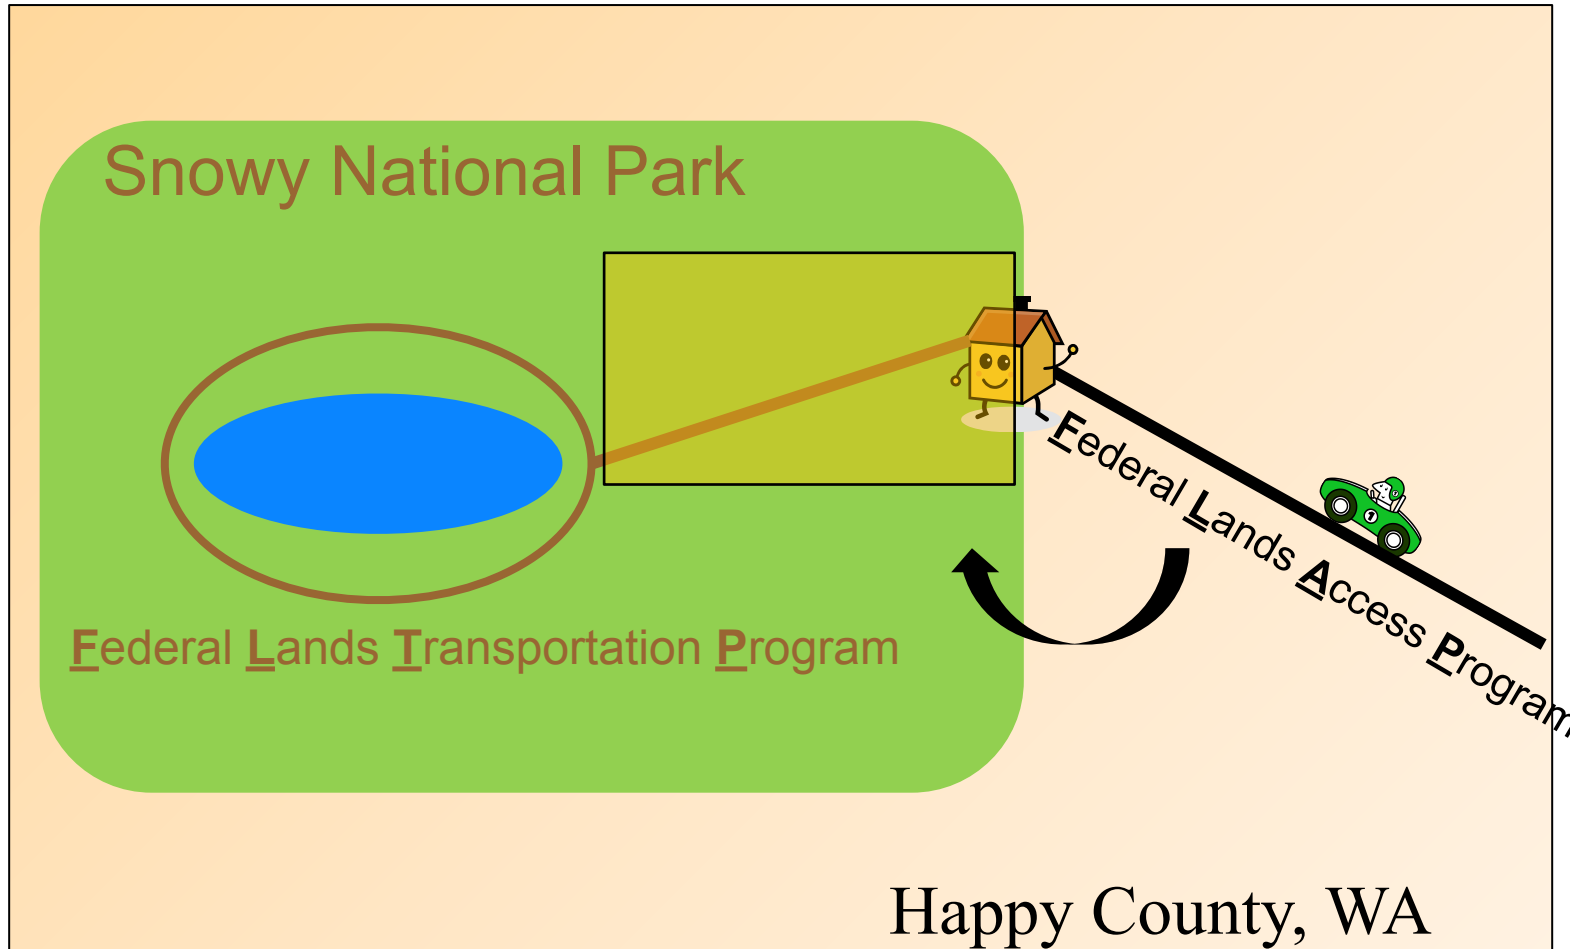 Snowy National Park
Federal Lands Access Program
Federal Lands Transportation Program
Happy County, WA